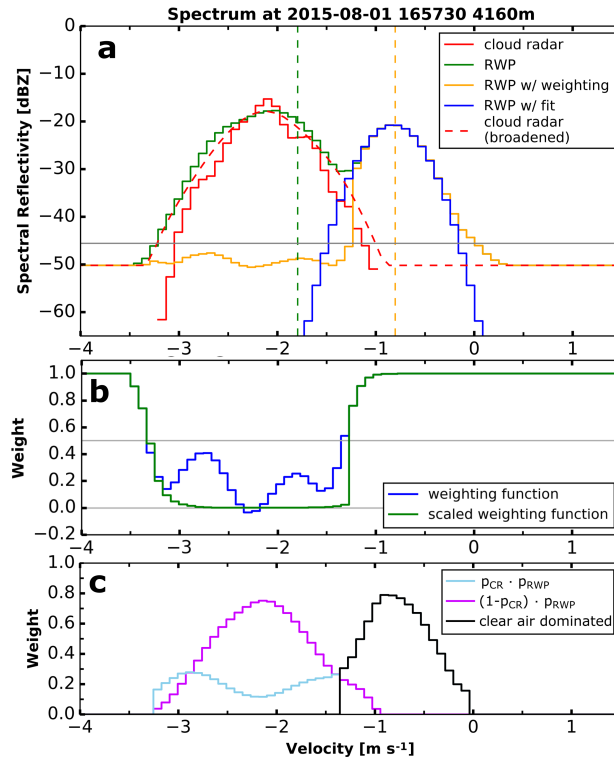 Spectrum at 2015-08-01 165730 4160m
a
cloud radar
RWP
RWP w/ weighting
RWP w/ fit
cloud radar
(broadened)
Spectral Reflectivity [dBZ]
0
−10
−20
−30
−40
−50
−60
−4 −3 −2 −1 0 1
b
weighting function
scaled weighting function
Weight
1.0
0.8
0.6
0.4
0.2
0.0
−0.2
−4 −3 −2 −1 0 1
c
pCR · pRWP
(1-pCR) · pRWP
clear air dominated
Weight
1.0
0.8
0.6
0.4
0.2
0.0
−4 −3 −2 −1 0 1
Velocity [m s-1]